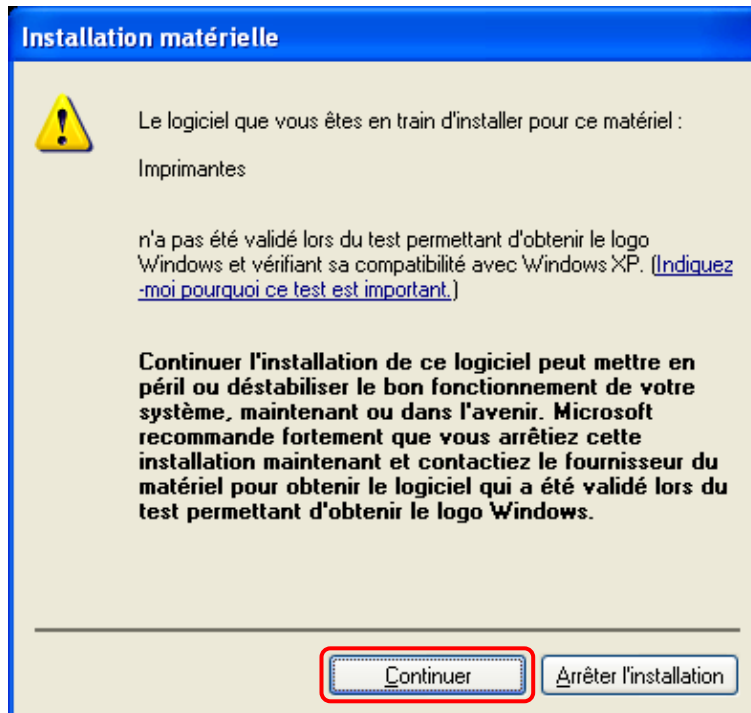 Installation matérielle
Le logiciel que vous êtes en train d'installer pour ce matériel :
Imprimantes
n'a pas été validé lors du test permettant d'obtenir le logo
Windows et vérifiant sa compatibilité avec Windows XP. (Indiquez
-moi pourquoi ce test est important.)
Continuer l'installation de ce logiciel peut mettre en
péril ou déstabiliser le bon fonctionnement de votre
système, maintenant ou dans l'avenir. Microsoft
recommande fortement que vous arrêtiez cette
installation maintenant et contactiez le fournisseur du
matériel pour obtenir le logiciel qui a été validé lors du
test permettant d'obtenir le logo Windows.
Continuer Arrêter l'installation